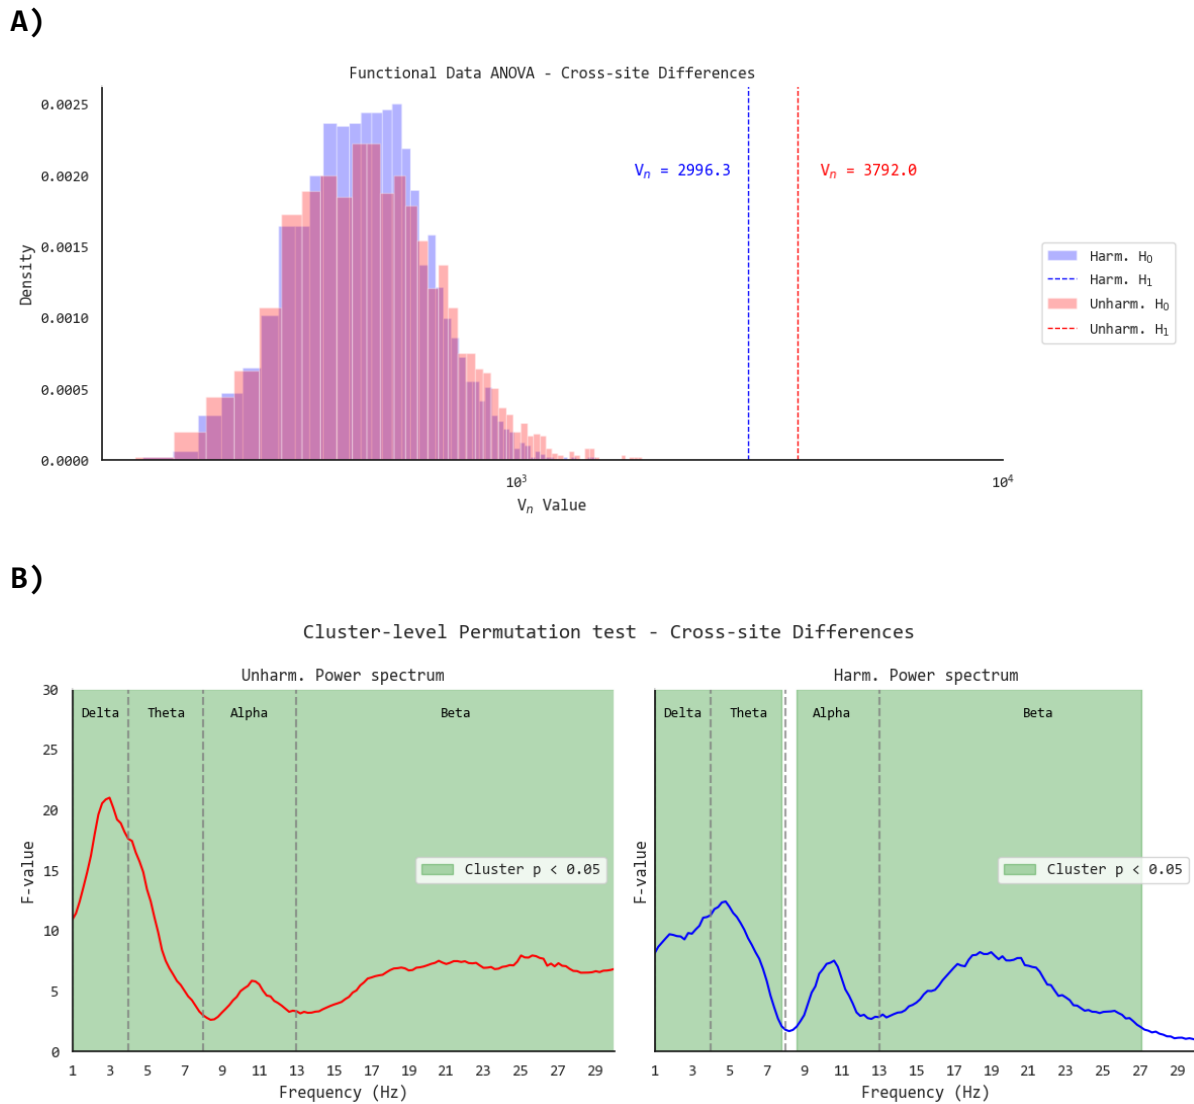 A)
Functional Data ANOVA - Cross-site Differences
0.0025
0.0020
0.0015
0.0010
0.0005
0.0000
Density
Vn = 2996.3
Vn = 3792.0
Harm. H0
Harm. H1
Unharm. H0
Unharm. H1
10^3
10^4
Vn Value
B)
Cluster-level Permutation test - Cross-site Differences
Unharm. Power spectrum
30
25
20
15
10
5
0
F-value
Delta Theta Alpha Beta
Cluster p < 0.05
1 3 5 7 9 11 13 15 17 19 21 23 25 27 29
Frequency (Hz)
Harm. Power spectrum
F-value
Delta Theta Alpha Beta
Cluster p < 0.05
1 3 5 7 9 11 13 15 17 19 21 23 25 27 29
Frequency (Hz)